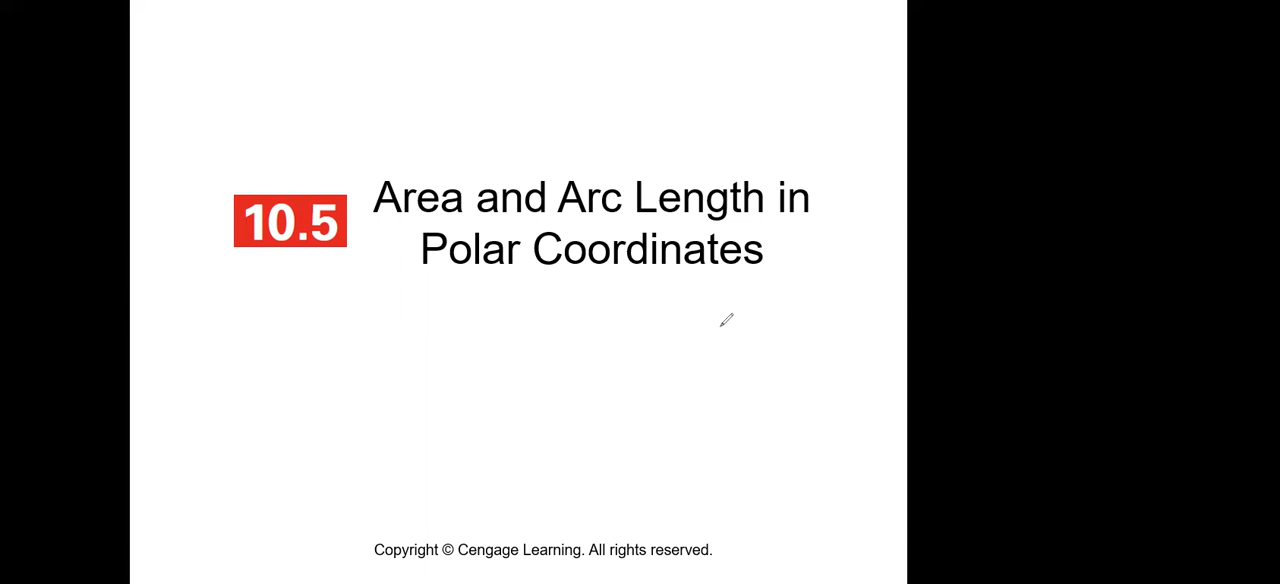 10.5
Area and Arc Length in
Polar Coordinates
Copyright © Cengage Learning. All rights reserved.